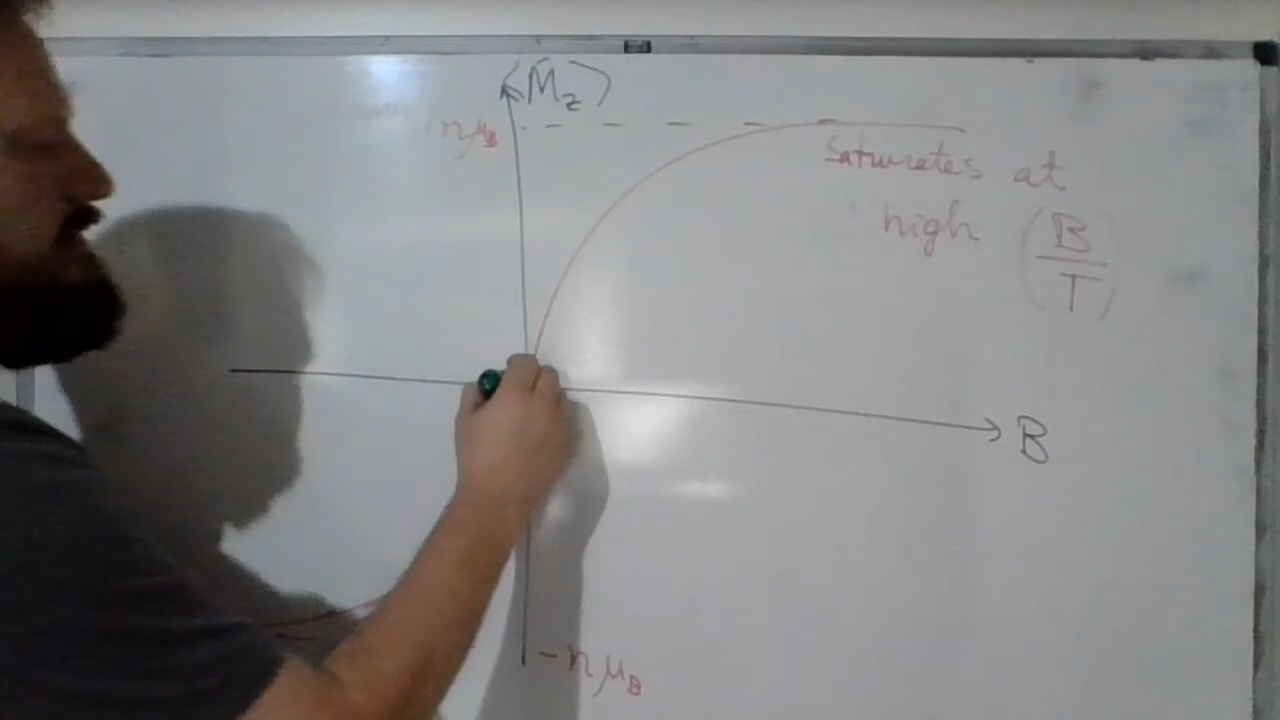 ⟨M_z⟩
nμ_B
Saturates at
high (B/T)
B
-nμ_B